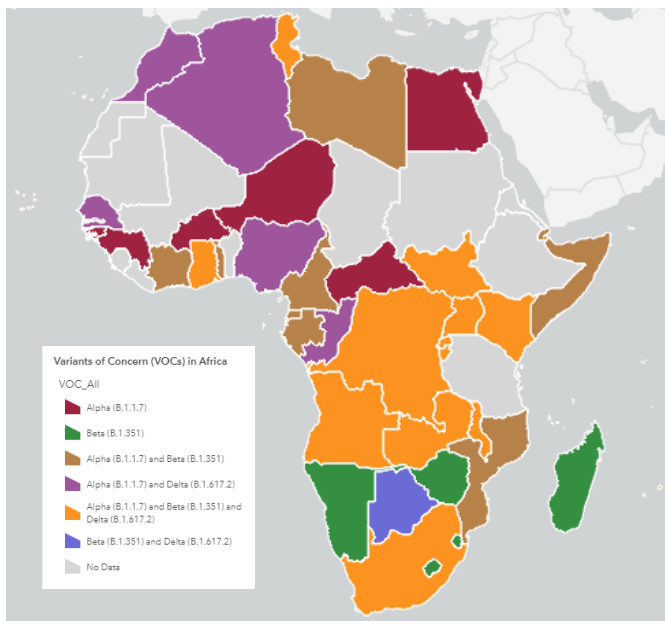 Variants of Concern (VOCs) in Africa
VOC_All
Alpha (B.1.1.7)
Beta (B.1.351)
Alpha (B.1.1.7) and Beta (B.1.351)
Alpha (B.1.1.7) and Delta (B.1.617.2)
Alpha (B.1.1.7) and Beta (B.1.351) and
Delta (B.1.617.2)
Beta (B.1.351) and Delta (B.1.617.2)
No Data